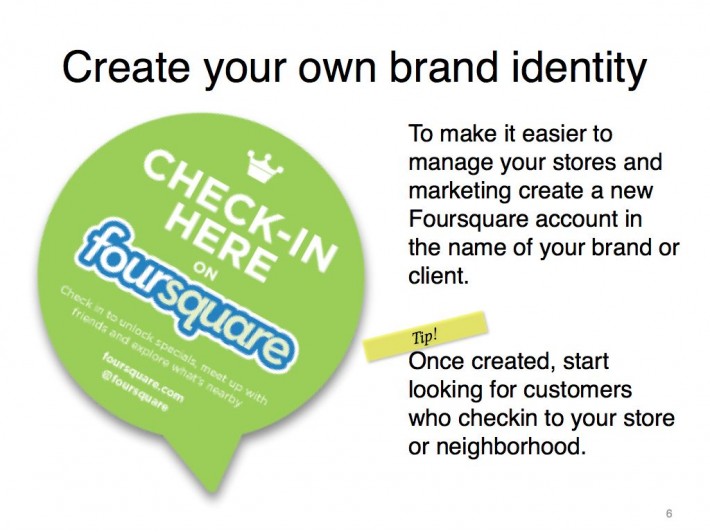 Create your own brand identity
CHECK-IN
HERE
ON
foursquare
Check in to unlock specials, meet up with
friends and explore what's nearby
foursquare.com
@foursquare
To make it easier to
manage your stores and
marketing create a new
Foursquare account in
the name of your brand or
client.
Tip!
Once created, start
looking for customers
who checkin to your store
or neighborhood.
6